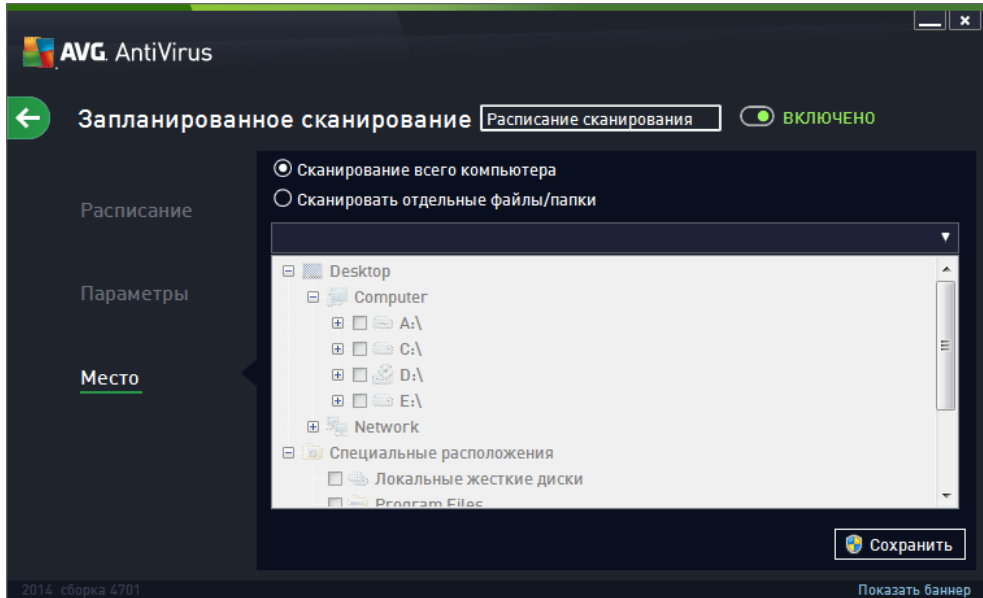 AVG. AntiVirus
Запланированное сканирование
Расписание сканирования
ВКЛЮЧЕНО
Расписание
Параметры
Место
Сканирование всего компьютера
Сканировать отдельные файлы/папки
Desktop
Computer
A:\
C:\
D:\
E:\
Network
Специальные расположения
Локальные жесткие диски
Program Files
Сохранить
2014 сборка 4701
Показать баннер